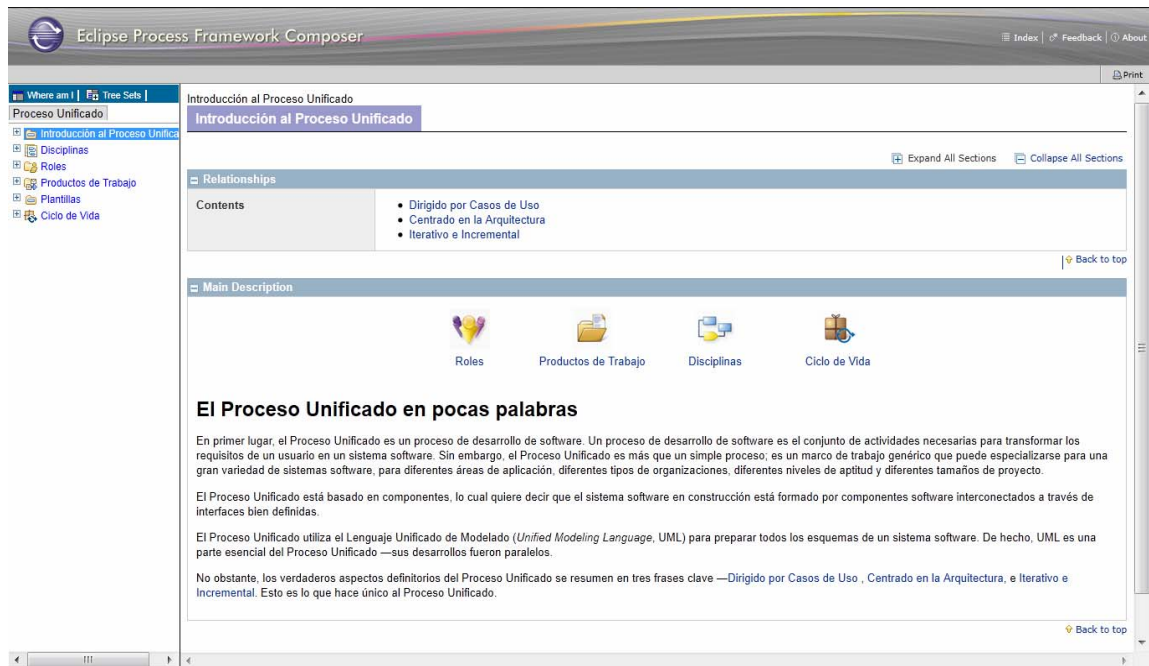 Eclipse Process Framework Composer
Index | Feedback | About
Print
Where am I | Tree Sets |
Proceso Unificado
Introducción al Proceso Unifica
Disciplinas
Roles
Productos de Trabajo
Plantillas
Ciclo de Vida
Introducción al Proceso Unificado
Introducción al Proceso Unificado
Expand All Sections Collapse All Sections
Relationships
Contents
Dirigido por Casos de Uso
Centrado en la Arquitectura
Iterativo e Incremental
Back to top
Main Description
Roles Productos de Trabajo Disciplinas Ciclo de Vida
El Proceso Unificado en pocas palabras
En primer lugar, el Proceso Unificado es un proceso de desarrollo de software. Un proceso de desarrollo de software es el conjunto de actividades necesarias para transformar los
requisitos de un usuario en un sistema software. Sin embargo, el Proceso Unificado es más que un simple proceso; es un marco de trabajo genérico que puede especializarse para una
gran variedad de sistemas software, para diferentes áreas de aplicación, diferentes tipos de organizaciones, diferentes niveles de aptitud y diferentes tamaños de proyecto.
El Proceso Unificado está basado en componentes, lo cual quiere decir que el sistema software en construcción está formado por componentes software interconectados a través de
interfaces bien definidas.
El Proceso Unificado utiliza el Lenguaje Unificado de Modelado (Unified Modeling Language, UML) para preparar todos los esquemas de un sistema software. De hecho, UML es una
parte esencial del Proceso Unificado —sus desarrollos fueron paralelos.
No obstante, los verdaderos aspectos definitorios del Proceso Unificado se resumen en tres frases clave —Dirigido por Casos de Uso , Centrado en la Arquitectura, e Iterativo e
Incremental. Esto es lo que hace único al Proceso Unificado.
Back to top